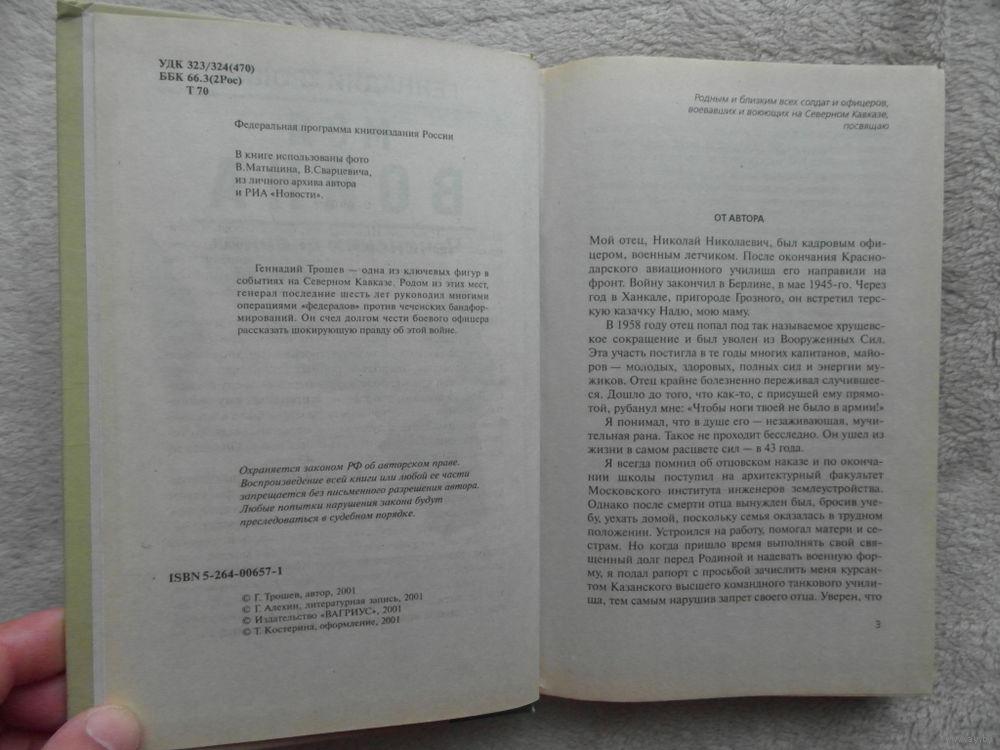 УДК 323/324(470)
ББК 66.3(2Рос)
Т 70
Федеральная программа книгоиздания России
В книге использованы фото
В.Матыцина, В.Сварцевича,
из личного архива автора
и РИА «Новости».
Геннадий Трошев — одна из ключевых фигур в
событиях на Северном Кавказе. Родом из этих мест,
генерал последние шесть лет руководил многими
операциями «федералов» против чеченских бандфор-
мирований. Он счел долгом чести боевого офицера
рассказать шокирующую правду об этой войне.
Охраняется законом РФ об авторском праве.
Воспроизведение всей книги или любой ее части
запрещается без письменного разрешения автора.
Любые попытки нарушения закона будут
преследоваться в судебном порядке.
ISBN 5-264-00657-1
© Г. Трошев, автор, 2001
© Г. Алехин, литературная запись, 2001
© Издательство «ВАГРИУС», 2001
© Т. Костерина, оформление, 2001
Родным и близким всех солдат и офицеров,
воевавших и воюющих на Северном Кавказе,
посвящаю
ОТ АВТОРА
Мой отец, Николай Николаевич, был кадровым офи-
цером, военным летчиком. После окончания Красно-
дарского авиационного училища его направили на
фронт. Войну закончил в Берлине, в мае 1945-го. Через
год в Ханкале, пригороде Грозного, он встретил терс-
кую казачку Надю, мою маму.
В 1958 году отец попал под так называемое хрущевс-
кое сокращение и был уволен из Вооруженных Сил.
Эта участь постигла в те годы многих капитанов, майо-
ров — молодых, здоровых, полных сил и энергии му-
жиков. Отец крайне болезненно переживал случившее-
ся. Дошло до того, что как-то, с присущей ему прямо-
той, рубанул мне: «Чтобы ноги твоей не было в армии!»
Я понимал, что в душе его — незаживающая, мучи-
тельная рана. Такое не проходит бесследно. Он ушел из
жизни в самом расцвете сил — в 43 года.
Я всегда помнил об отцовском наказе и по оконча-
нии школы поступил на архитектурный факультет
Московского института инженеров землеустройства.
Однако после смерти отца вынужден был, бросив уче-
бу, уехать домой, поскольку семья оказалась в трудном
положении. Устроился на работу, помогал матери и се-
страм. Но когда пришло время выполнять свой свя-
щенный долг перед Родиной и надевать военную фор-
му, я подал рапорт с просьбой зачислить меня курсан-
том Казанского высшего командного танкового учили-
ща, тем самым нарушив запрет своего отца. Уверен, что
3